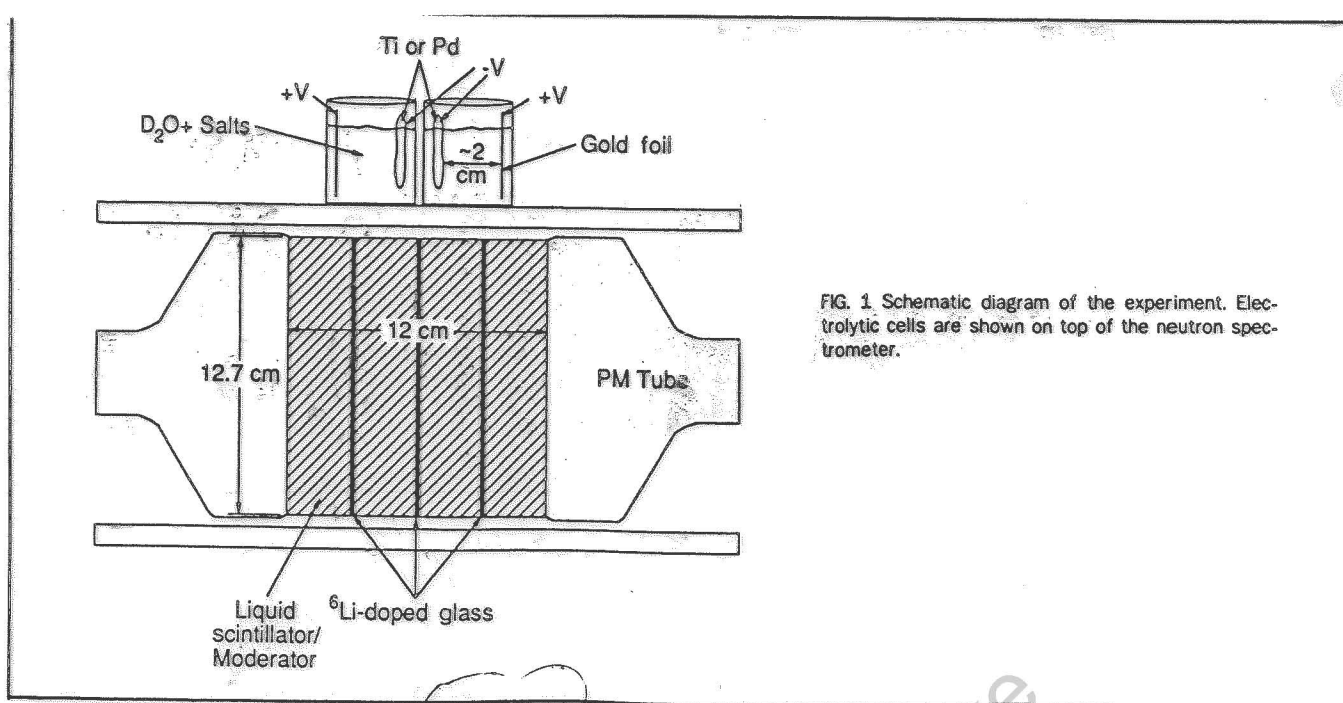 Ti or Pd
-V
+V
+V
D₂O+ Salts
Gold foil
~2
cm
12 cm
12.7 cm
PM Tube
⁶Li-doped glass
Liquid
scintillator/
Moderator
FIG. 1 Schematic diagram of the experiment. Elec-
trolytic cells are shown on top of the neutron spec-
trometer.
e